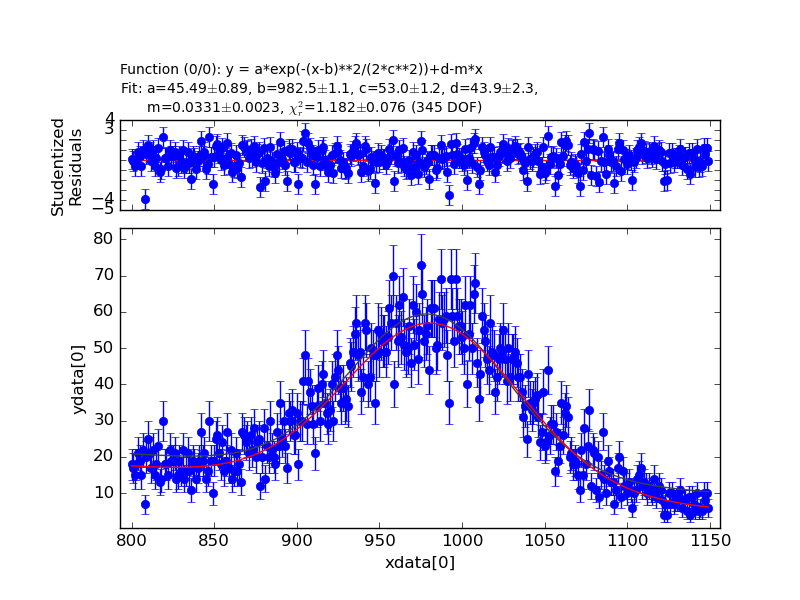 Function (0/0): y = a*exp(-(x-b)**2/(2*c**2))+d-m*x
Fit: a=45.49±0.89, b=982.5±1.1, c=53.0±1.2, d=43.9±2.3,
m=0.0331±0.0023, χ²ᵣ=1.182±0.076 (345 DOF)
4
3
−4
−5
Studentized
Residuals
80
70
60
50
40
30
20
10
ydata[0]
800 850 900 950 1000 1050 1100 1150
xdata[0]